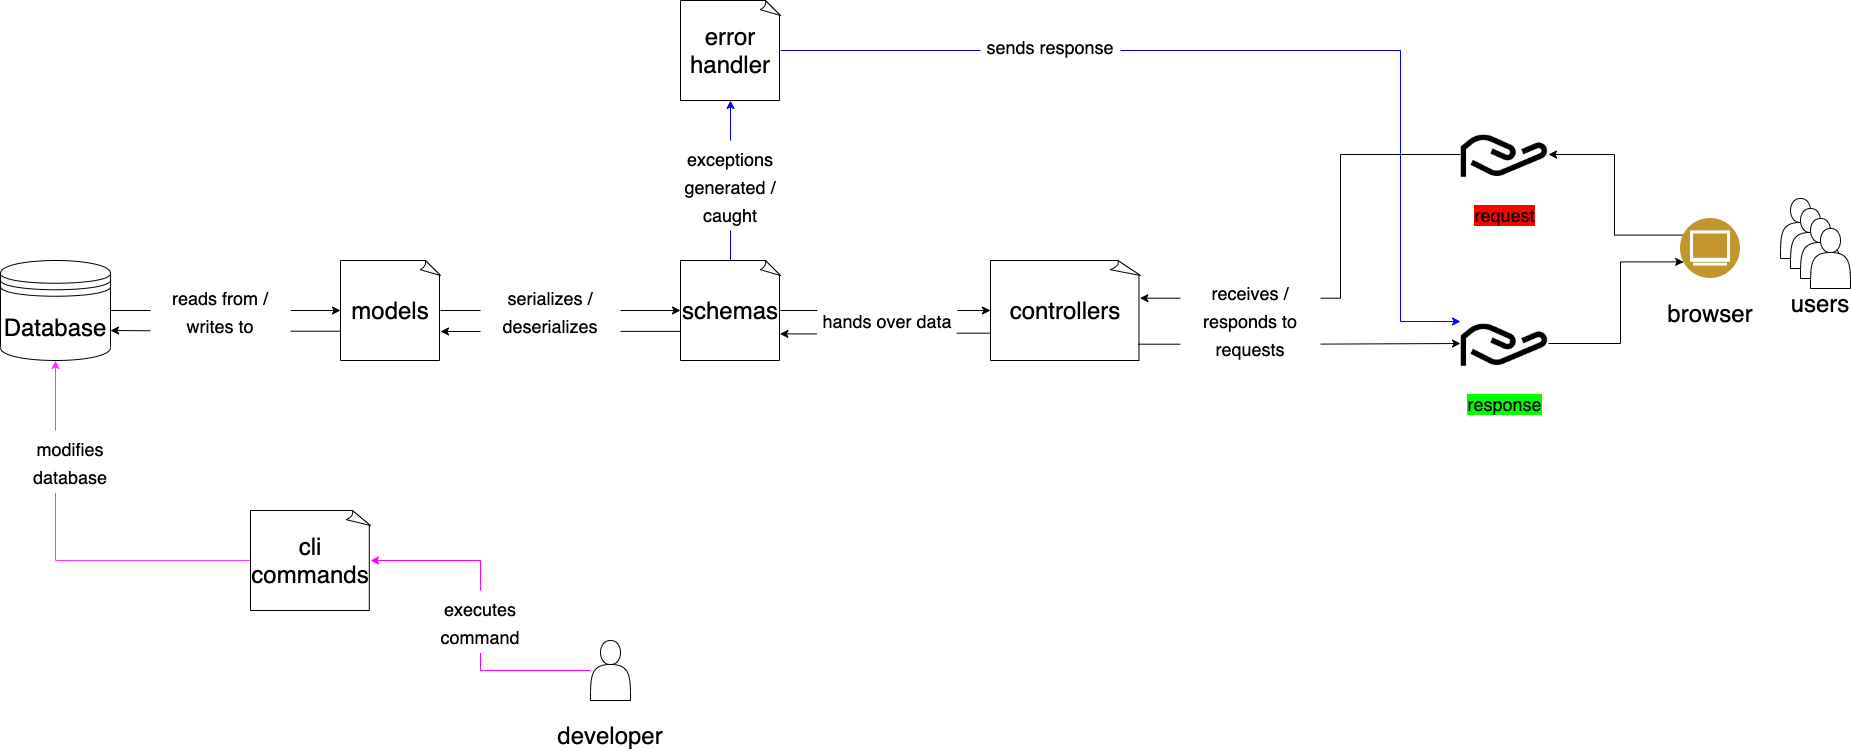 error
handler
sends response
exceptions
generated /
caught
request
Database
reads from /
writes to
models
serializes /
deserializes
schemas
hands over data
controllers
receives /
responds to
requests
browser
users
response
modifies
database
cli
commands
executes
command
developer